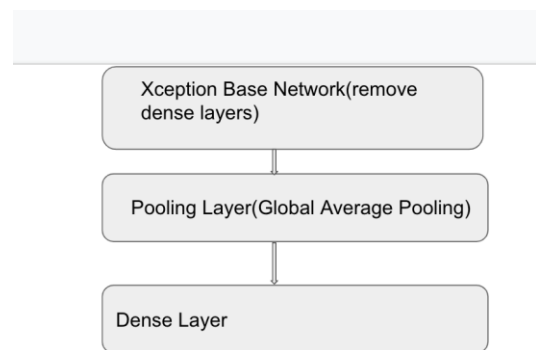 Xception Base Network(remove
dense layers)
Pooling Layer(Global Average Pooling)
Dense Layer